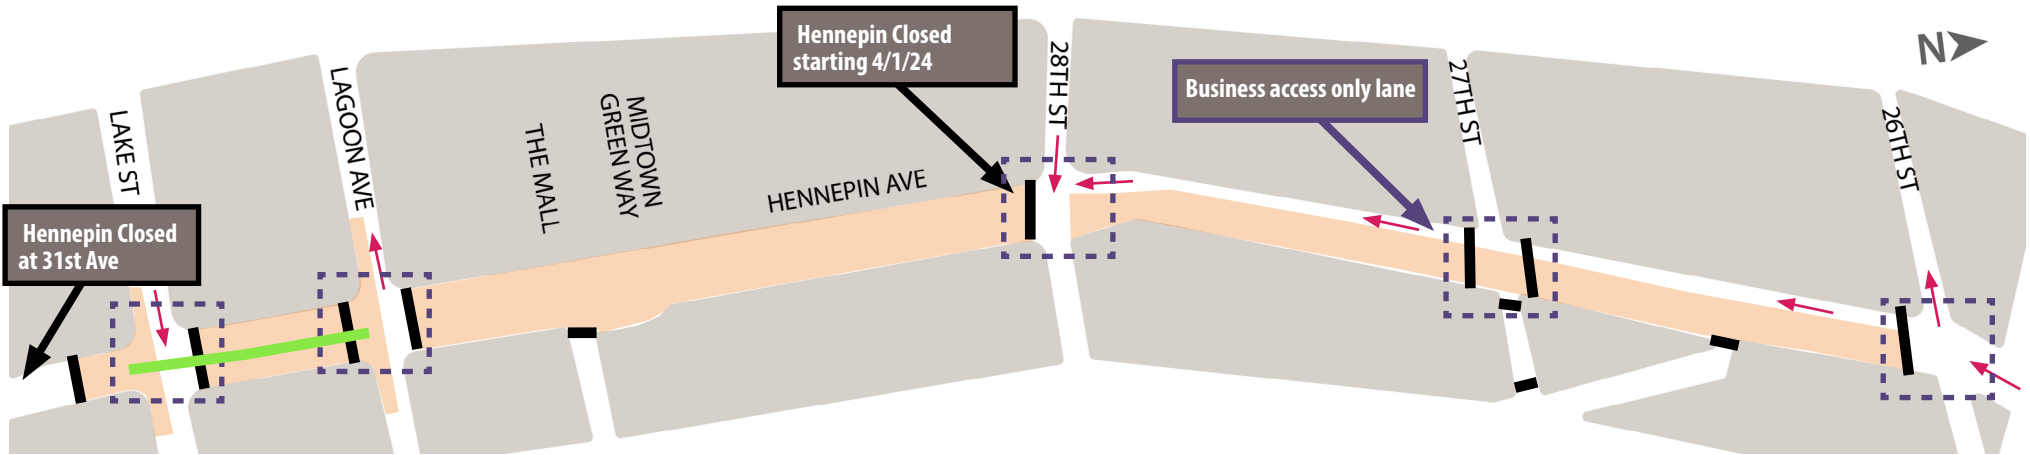 Hennepin Closed
starting 4/1/24
Business access only lane
N
28TH ST
27TH ST
26TH ST
LAKE ST
LAGOON AVE
THE MALL
MIDTOWN
GREEN WAY
HENNEPIN AVE
Hennepin Closed
at 31st Ave